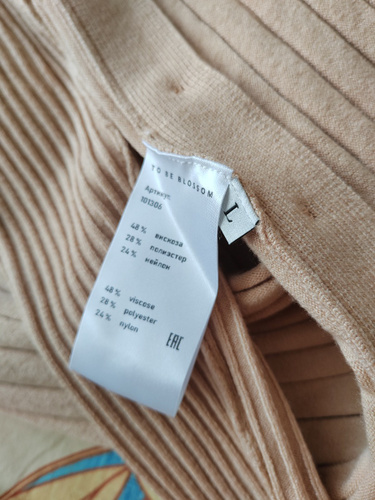 TO BE BLOSSOM
Артикул:
101306
48 % вискоза
28 % полиэстер
24 % нейлон
48 % viscose
28 % polyester
24 % nylon
EAC
L